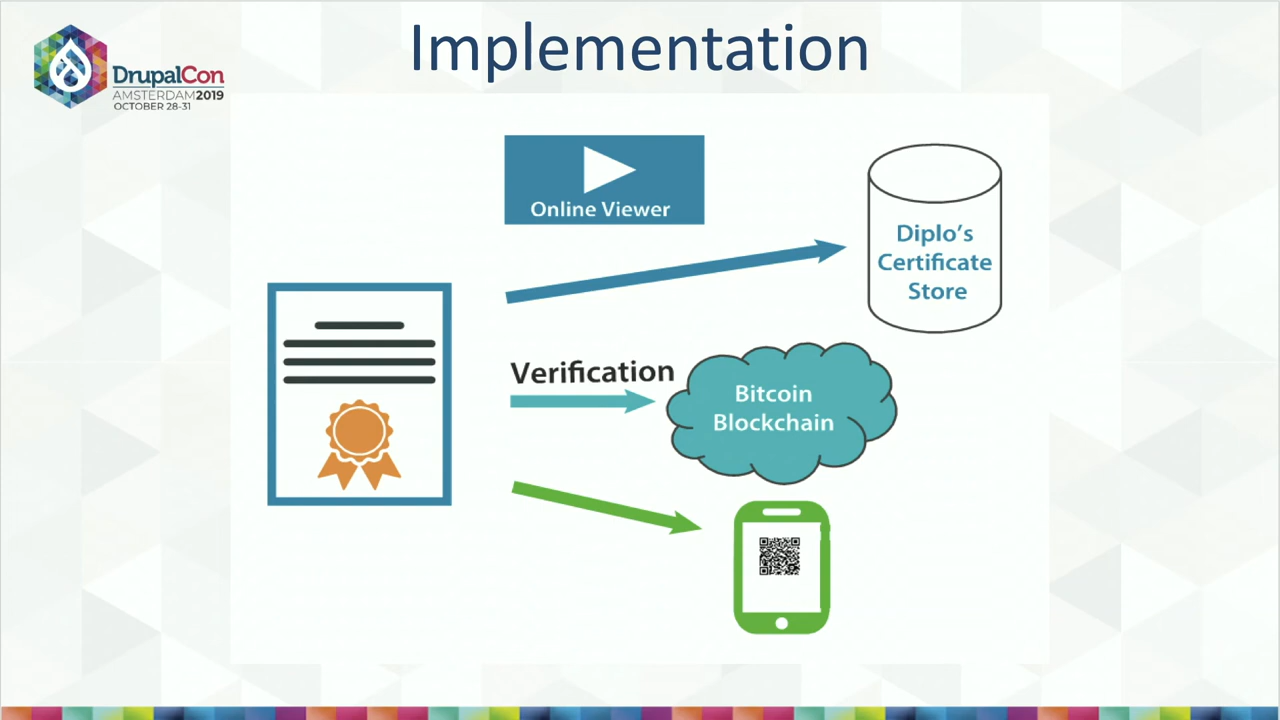 Implementation
DrupalCon
AMSTERDAM2019
OCTOBER 28-31
Online Viewer
Diplo's
Certificate
Store
Verification
Bitcoin
Blockchain